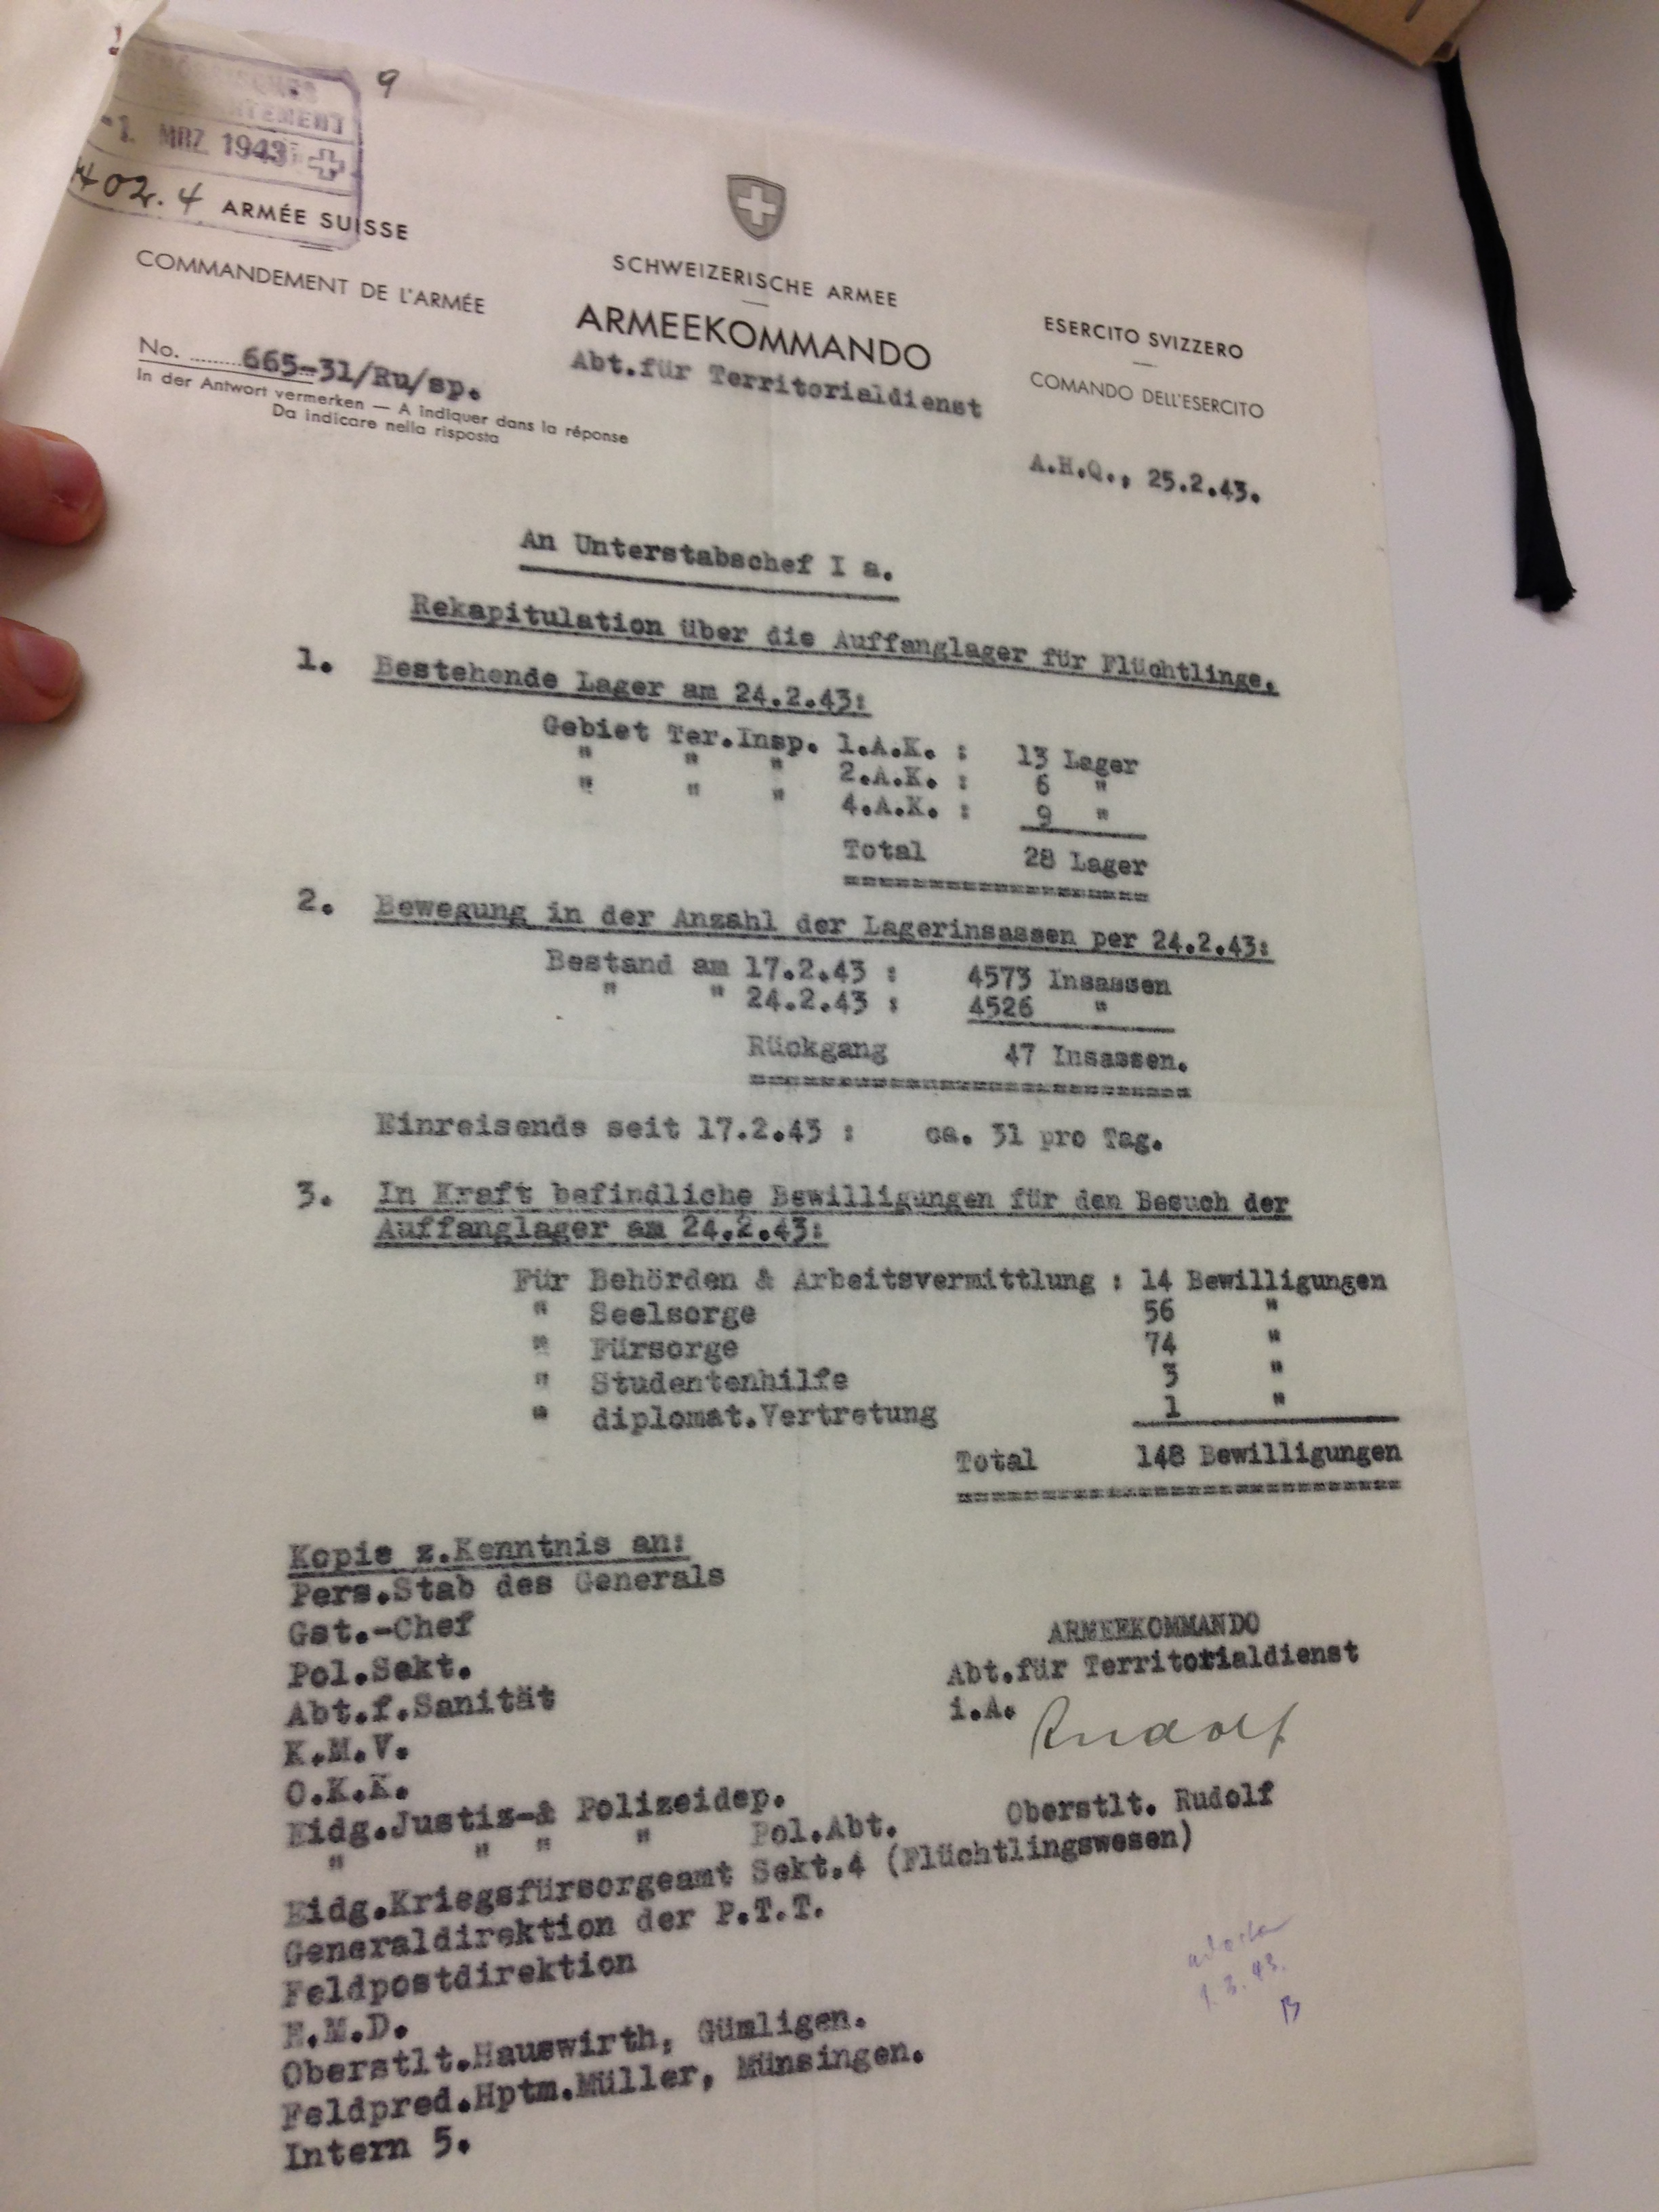 9
DEPARTEMENT
-1. MRZ. 1943
402.4
ARMÉE SUISSE
COMMANDEMENT DE L'ARMÉE
SCHWEIZERISCHE ARMEE
ARMEEKOMMANDO
Abt.für Territorialdienst
ESERCITO SVIZZERO
COMANDO DELL'ESERCITO
No. ........665-31/Ru/sp.
In der Antwort vermerken — A indiquer dans la réponse
Da indicare nella risposta
A.H.Q., 25.2.43.
An Unterstabschef I a.
Rekapitulation über die Auffanglager für Flüchtlinge.
1. Bestehende Lager am 24.2.43:
Gebiet Ter.Insp. 1.A.K. : 13 Lager
" " " 2.A.K. : 6 "
" " " 4.A.K. : 9 "
Total 28 Lager
2. Bewegung in der Anzahl der Lagerinsassen per 24.2.43:
Bestand am 17.2.43 : 4573 Insassen
" " 24.2.43 : 4526 "
Rückgang 47 Insassen.
Einreisende seit 17.2.43 : ca. 31 pro Tag.
3. In Kraft befindliche Bewilligungen für den Besuch der
Auffanglager am 24.2.43:
Für Behörden & Arbeitsvermittlung : 14 Bewilligungen
" Seelsorge 56 "
" Fürsorge 74 "
" Studentenhilfe 3 "
" diplomat.Vertretung 1 "
Total 148 Bewilligungen
Kopie z.Kenntnis an:
Pers.Stab des Generals
Gst.-Chef
Pol.Sekt.
Abt.f.Sanität
K.M.V.
O.K.K.
Eidg.Justiz-& Polizeidep.
" " " " Pol.Abt.
Eidg.Kriegsfürsorgeamt Sekt.4 (Flüchtlingswesen)
Generaldirektion der P.T.T.
Feldpostdirektion
E.M.D.
Oberstlt.Hauswirth, Gümligen.
Feldpred.Hptm.Müller, Münsingen.
Intern 5.
ARMEEKOMMANDO
Abt.für Territorialdienst
i.A. Rudolf
Oberstlt. Rudolf
1.3.43.
B